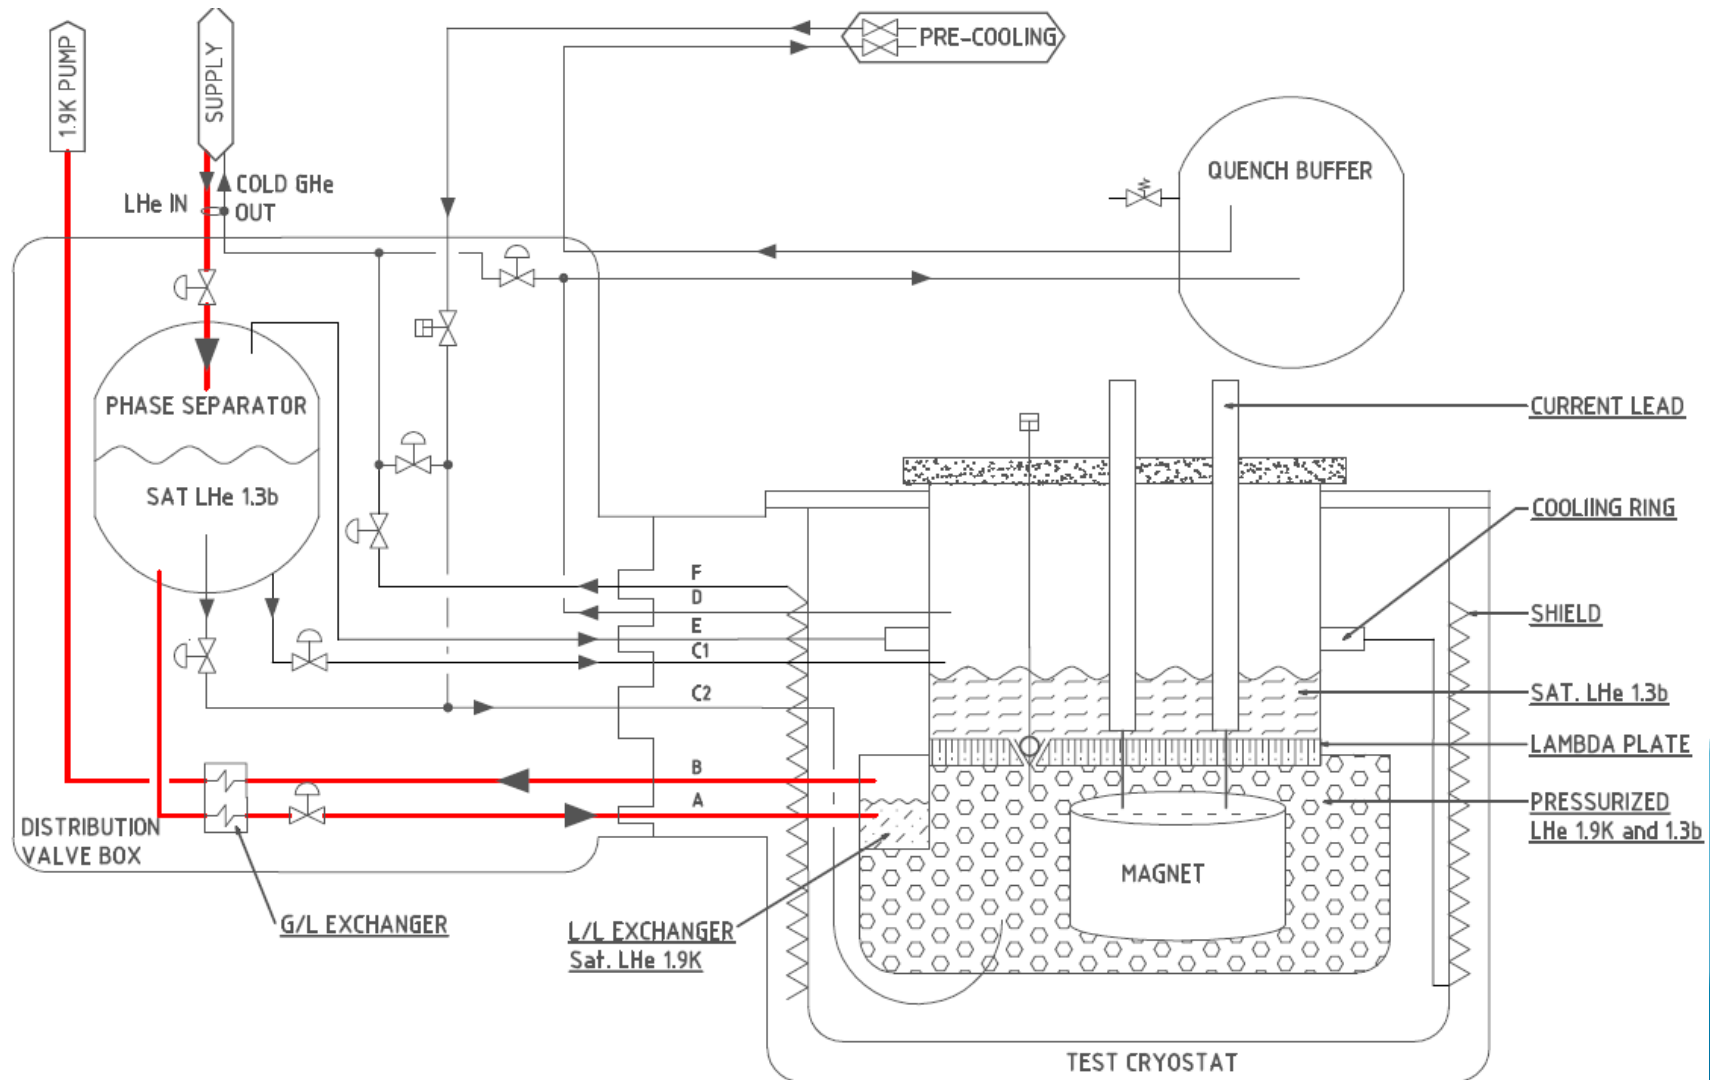 1.9K PUMP
SUPPLY
PRE-COOLING
QUENCH BUFFER
COLD GHe
OUT
LHe IN
PHASE SEPARATOR
SAT LHe 1.3b
CURRENT LEAD
COOLIING RING
SHIELD
F
D
E
C1
C2
B
A
SAT. LHe 1.3b
LAMBDA PLATE
PRESSURIZED
LHe 1.9K and 1.3b
DISTRIBUTION
VALVE BOX
MAGNET
G/L EXCHANGER
L/L EXCHANGER
Sat. LHe 1.9K
TEST CRYOSTAT